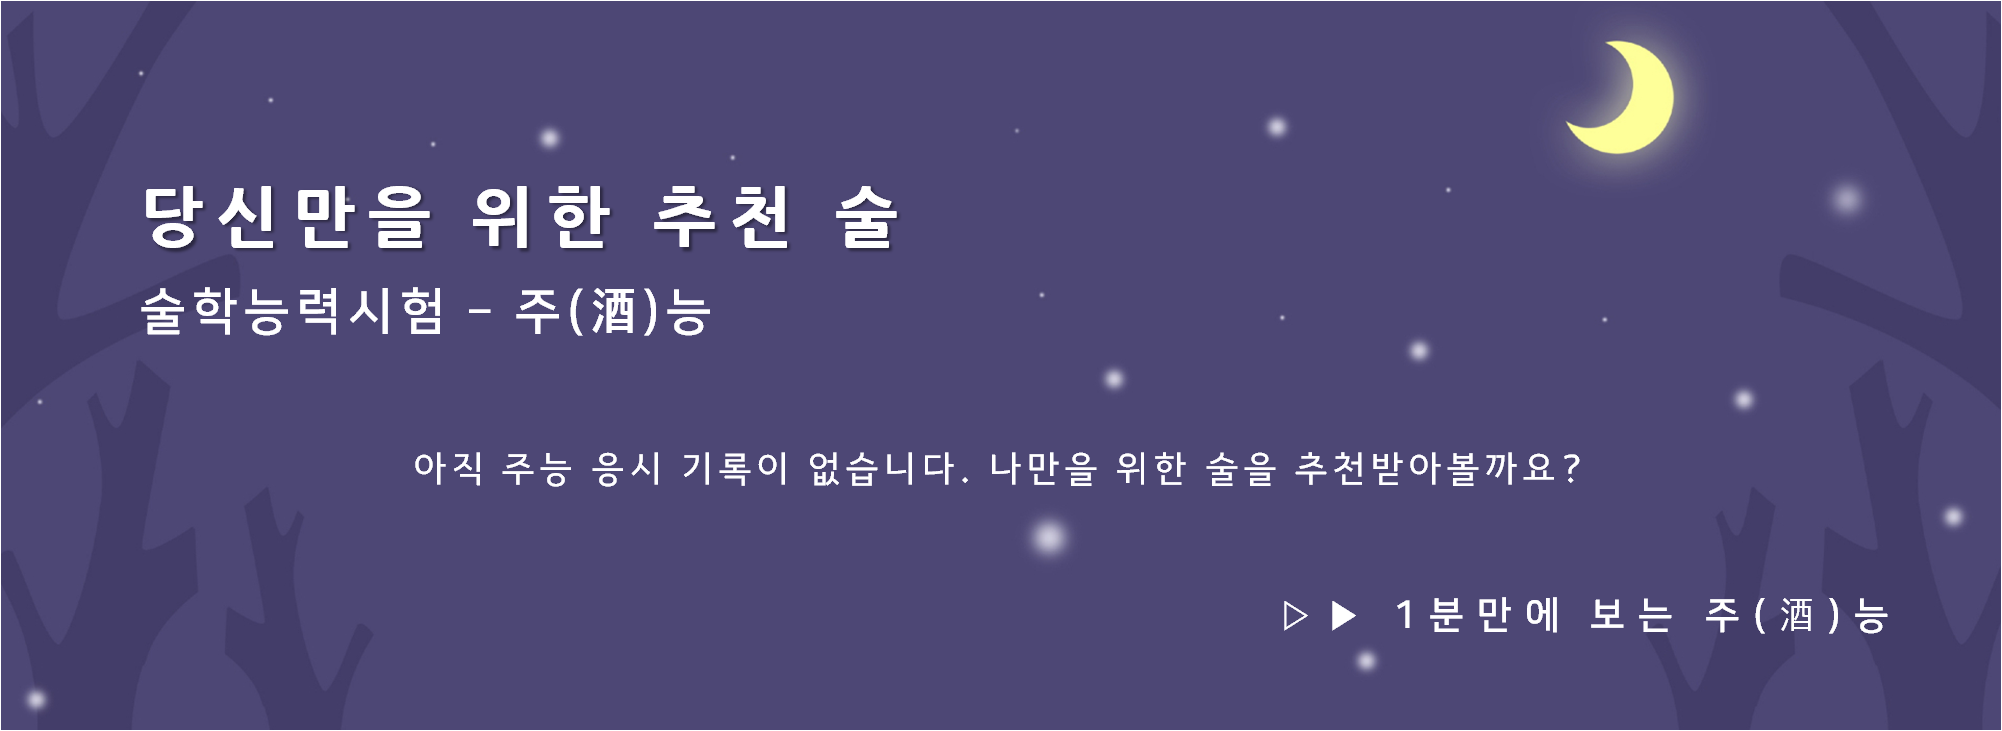 당신만을 위한 추천 술
술학능력시험 – 주(酒)능
아직 주능 응시 기록이 없습니다. 나만을 위한 술을 추천받아볼까요?
▷▶ 1분만에 보는 주(酒)능